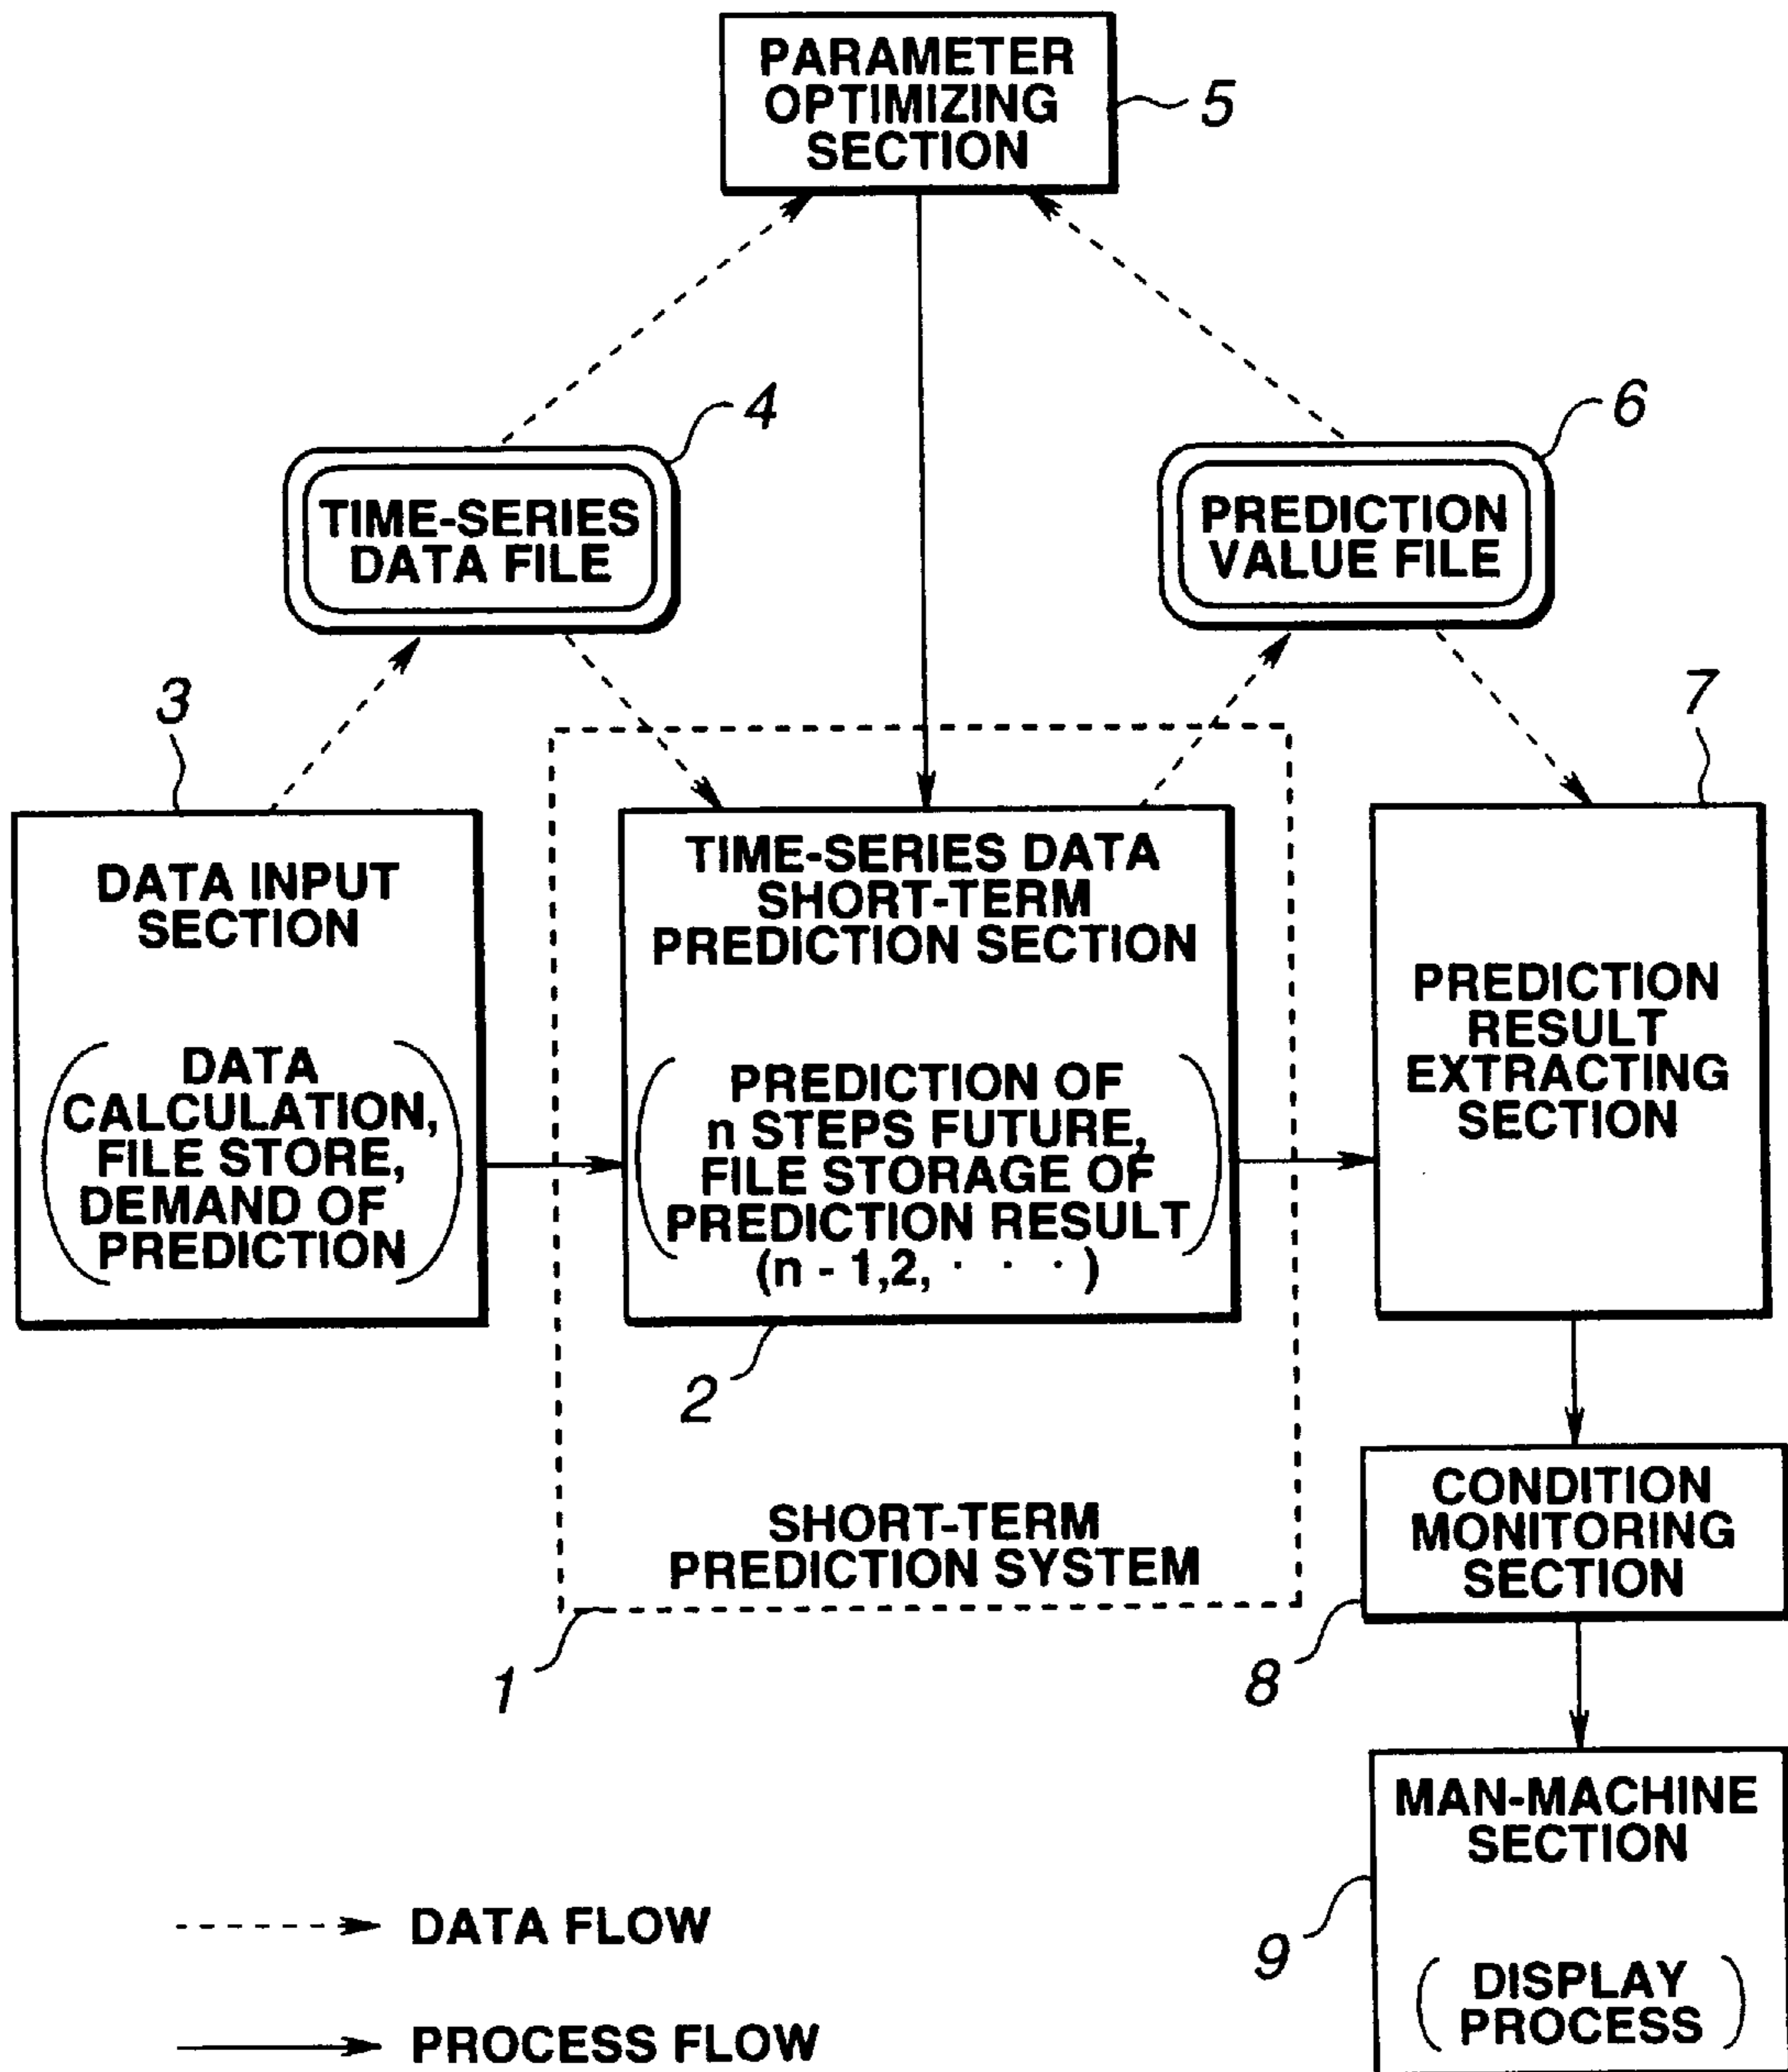 PARAMETER
OPTIMIZING
SECTION
5
4
6
TIME-SERIES
DATA FILE
PREDICTION
VALUE FILE
3
7
DATA INPUT
SECTION
DATA
CALCULATION,
FILE STORE,
DEMAND OF
PREDICTION
TIME-SERIES DATA
SHORT-TERM
PREDICTION SECTION
PREDICTION OF
n STEPS FUTURE,
FILE STORAGE OF
PREDICTION RESULT
(n - 1,2, · · · )
2
PREDICTION
RESULT
EXTRACTING
SECTION
SHORT-TERM
PREDICTION SYSTEM
1
CONDITION
MONITORING
SECTION
8
MAN-MACHINE
SECTION
9
( DISPLAY
PROCESS )
DATA FLOW
PROCESS FLOW